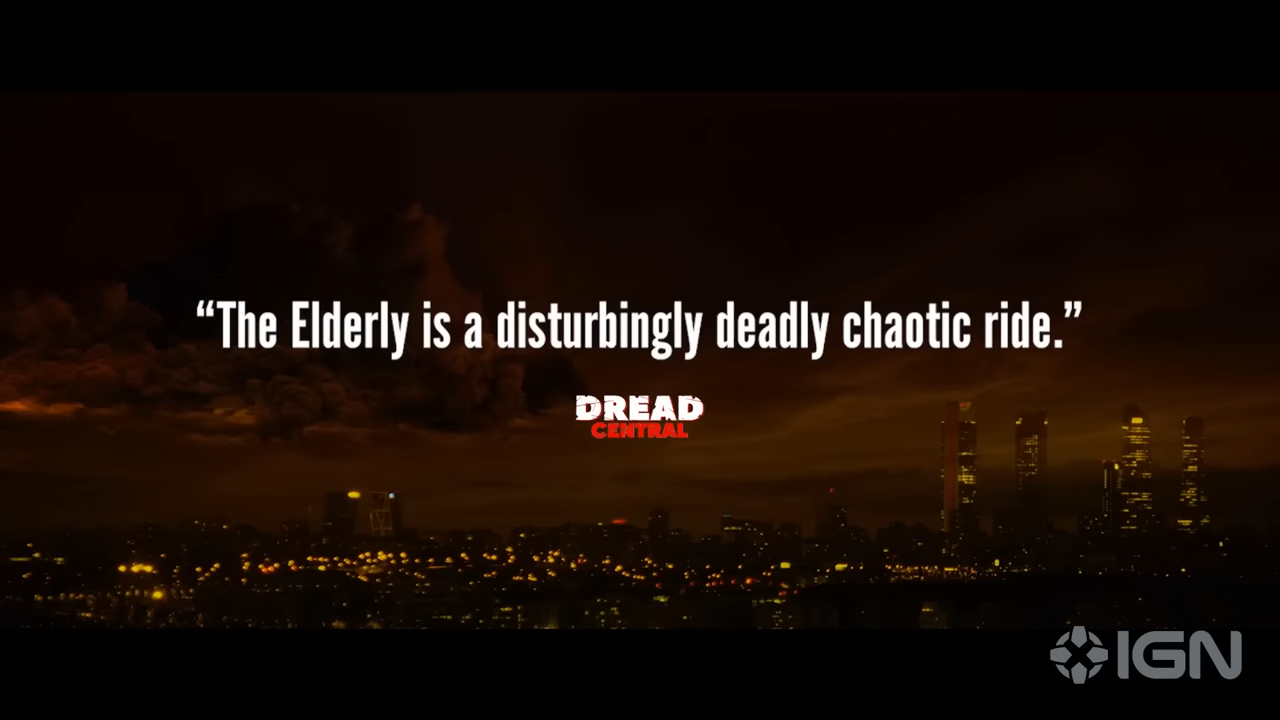 “The Elderly is a disturbingly deadly chaotic ride.”
DREAD
CENTRAL
IGN